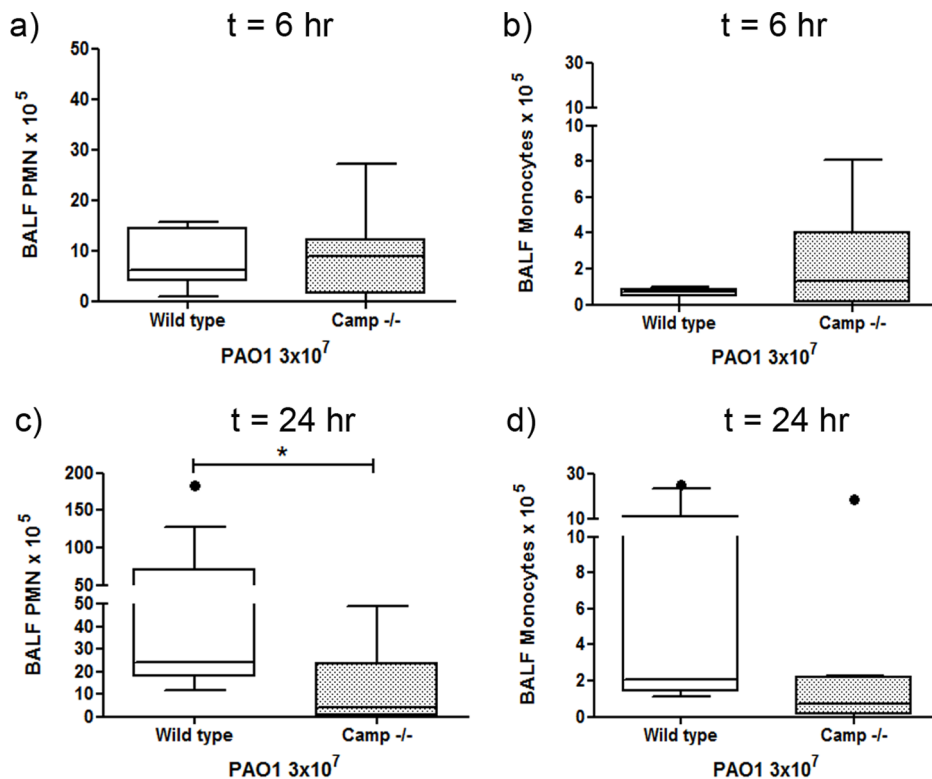 a) t = 6 hr
BALF PMN x 10^5
50
40
30
20
10
0
Wild type Camp -/-
PAO1 3x10^7
b) t = 6 hr
BALF Monocytes x 10^5
30
10
10
8
6
4
2
0
Wild type Camp -/-
PAO1 3x10^7
c) t = 24 hr
*
BALF PMN x 10^5
200
150
100
50
50
40
30
20
10
0
Wild type Camp -/-
PAO1 3x10^7
d) t = 24 hr
BALF Monocytes x 10^5
30
10
10
8
6
4
2
0
Wild type Camp -/-
PAO1 3x10^7